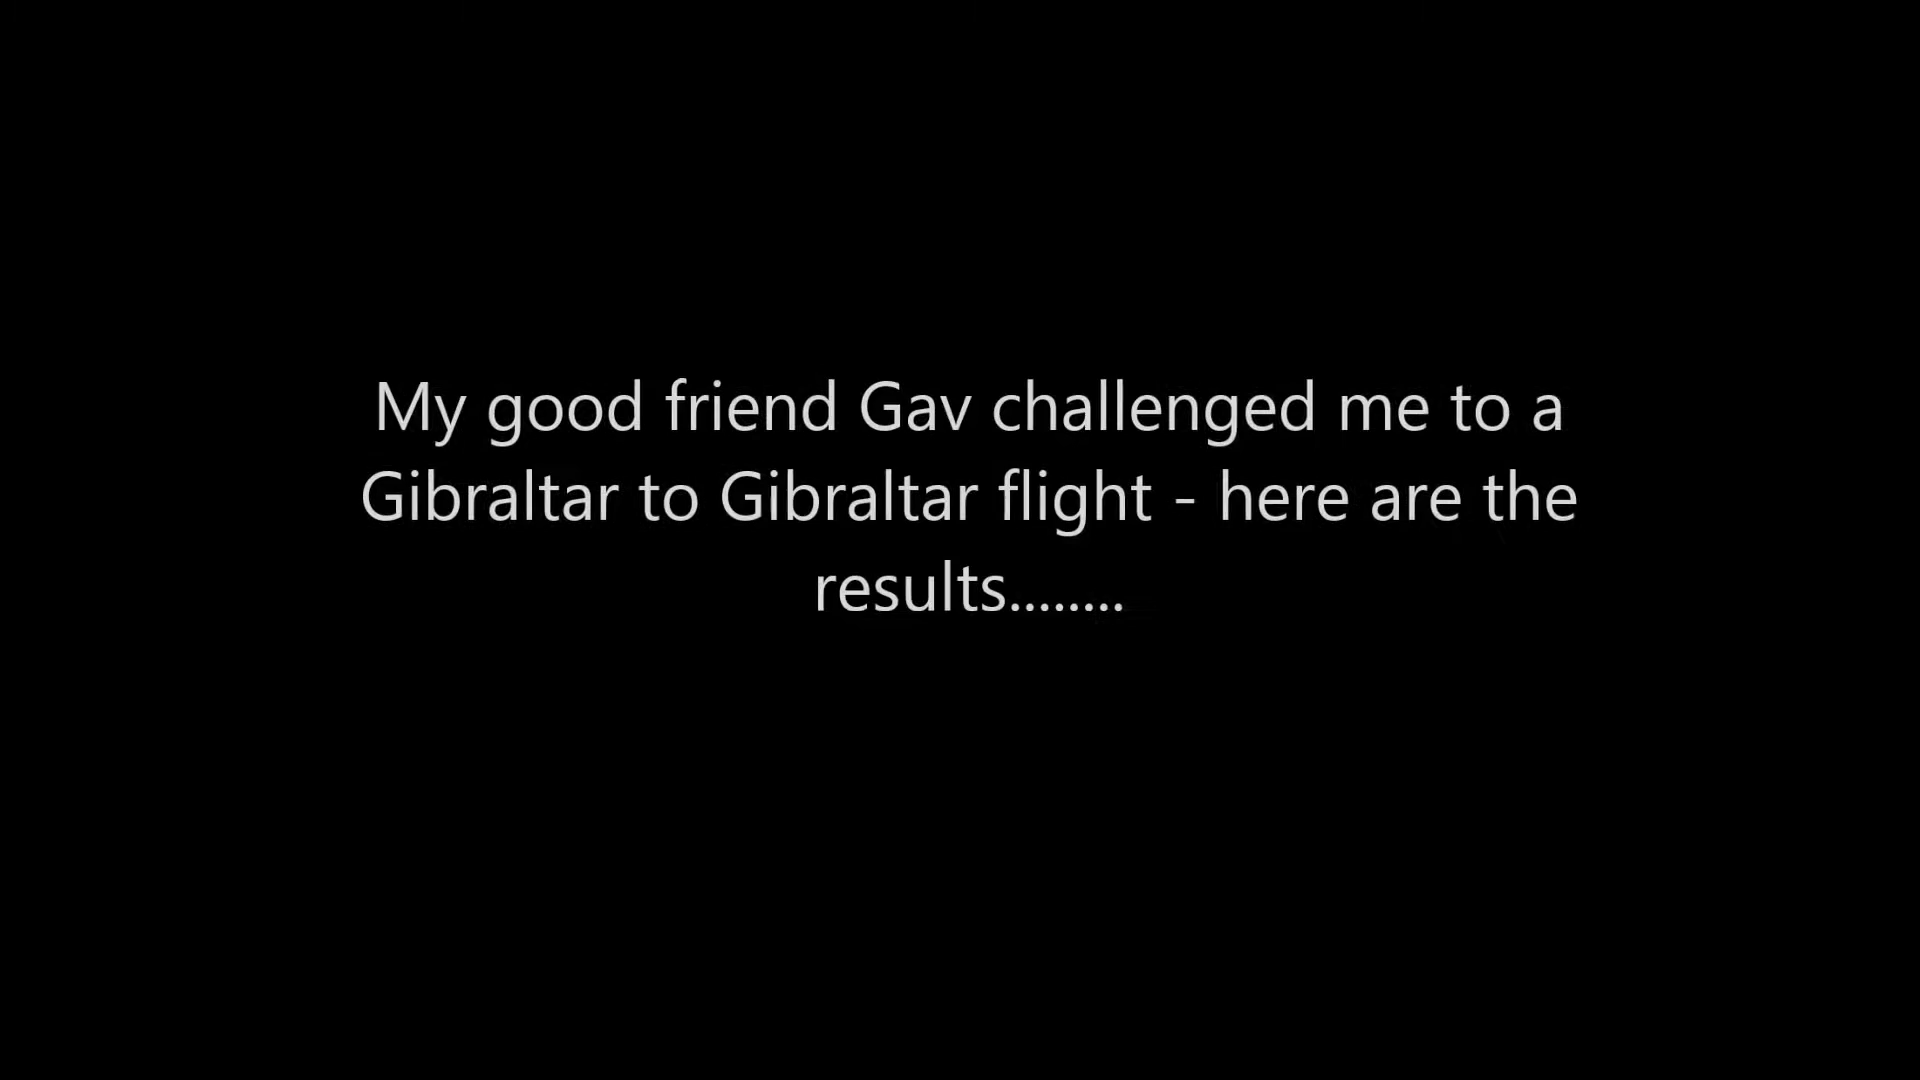 My good friend Gav challenged me to a
Gibraltar to Gibraltar flight - here are the
results........